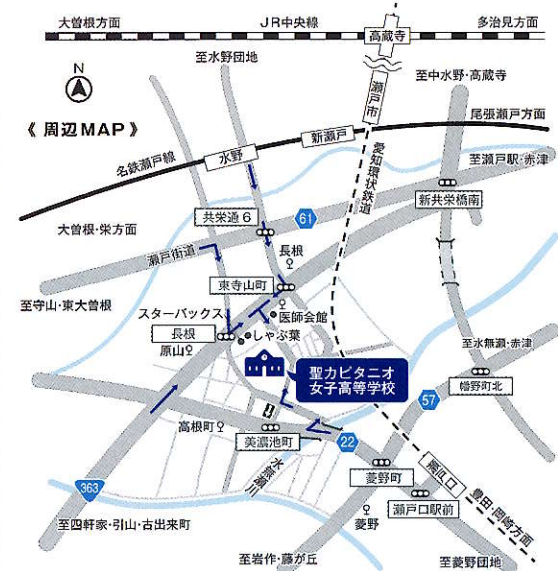 大曽根方面
JR中央線
多治見方面
高蔵寺
至水野団地
N
瀬戸市
至中水野・高蔵寺
《周辺MAP》
尾張瀬戸方面
新瀬戸
名鉄瀬戸線
水野
愛知環状鉄道
至瀬戸駅・赤津
新共栄橋南
共栄通6
61
大曽根・栄方面
長根
瀬戸街道
東寺山町
至守山・東大曽根
スターバックス
医師会館
長根
しゃぶ葉
原山
至水無瀬・赤津
聖カピタニオ
女子高等学校
57
幡野町北
高根町
美濃池町
22
水無瀬川
菱野町
瀬戸口
363
瀬戸口駅前
豊田・岡崎方面
菱野
至四軒家・引山・古出来町
至岩作・藤が丘
至菱野団地